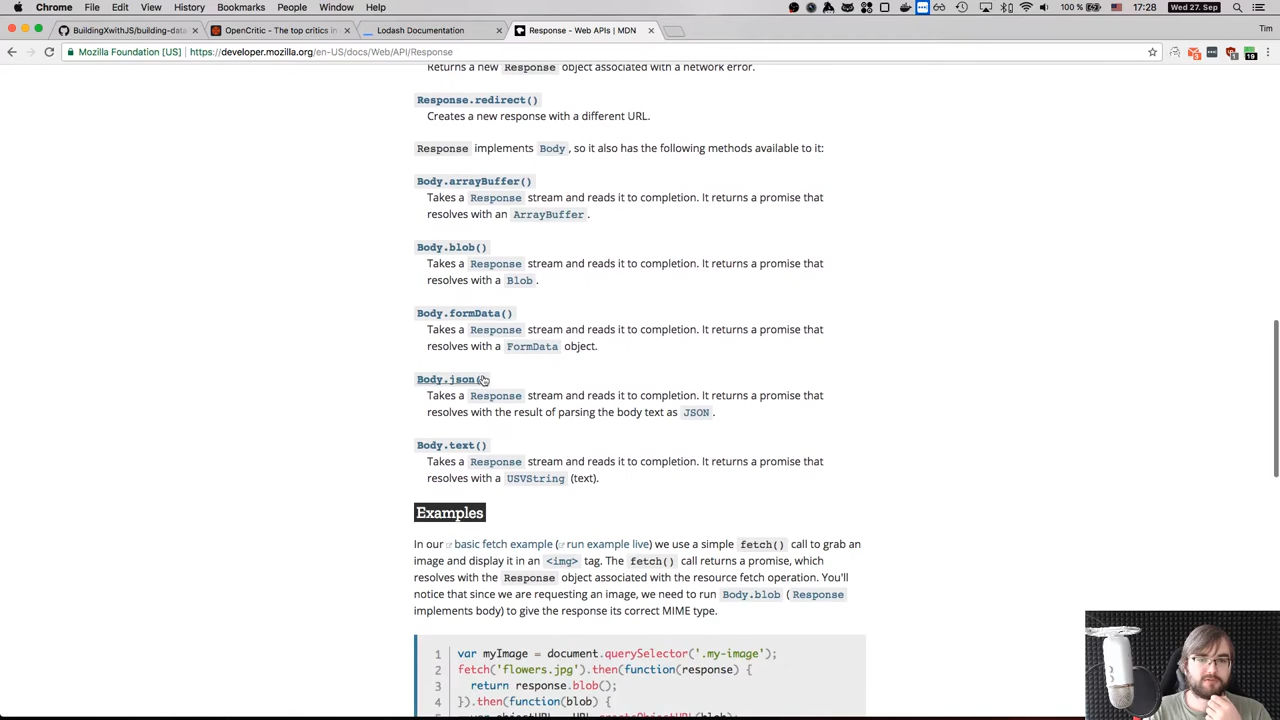 Chrome File Edit View History Bookmarks People Window Help 100 % 17:28 Wed 27. Sep
BuildingXwithJS/building-data OpenCritic - The top critics in Lodash Documentation Response - Web APIs | MDN Tim
Mozilla Foundation [US] https://developer.mozilla.org/en-US/docs/Web/API/Response 19
Returns a new Response object associated with a network error.
Response.redirect()
Creates a new response with a different URL.
Response implements Body, so it also has the following methods available to it:
Body.arrayBuffer()
Takes a Response stream and reads it to completion. It returns a promise that
resolves with an ArrayBuffer.
Body.blob()
Takes a Response stream and reads it to completion. It returns a promise that
resolves with a Blob.
Body.formData()
Takes a Response stream and reads it to completion. It returns a promise that
resolves with a FormData object.
Body.json()
Takes a Response stream and reads it to completion. It returns a promise that
resolves with the result of parsing the body text as JSON.
Body.text()
Takes a Response stream and reads it to completion. It returns a promise that
resolves with a USVString (text).
Examples
In our basic fetch example (run example live) we use a simple fetch() call to grab an
image and display it in an <img> tag. The fetch() call returns a promise, which
resolves with the Response object associated with the resource fetch operation. You'll
notice that since we are requesting an image, we need to run Body.blob (Response
implements body) to give the response its correct MIME type.
1 var myImage = document.querySelector('.my-image');
2 fetch('flowers.jpg').then(function(response) {
3 return response.blob();
4 }).then(function(blob) {